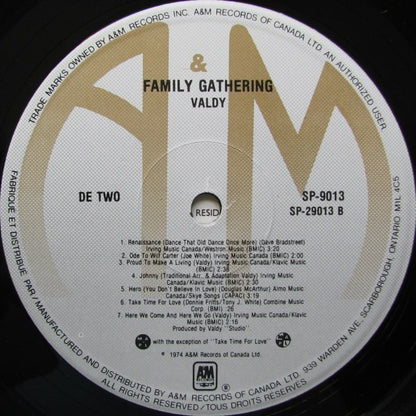 TRADE MARKS OWNED BY A&M RECORDS INC. A&M RECORDS OF CANADA LTD. AN AUTHORIZED USER
A & M
FAMILY GATHERING
VALDY
DE TWO
SP-9013
SP-29013 B
RESID
1. Renaissance (Dance That Old Dance Once More) (Dave Bradstreet)
Irving Music Canada/Westron Music (BMIC) 3:20
2. Ode To Wolf Carter (Joe White) Irving Music Canada (BMIC) 2:00
3. Proud To Make A Living (Valdy) Irving Music Canada/Klavic Music
(BMIC) 2:38
4. Johnny (Traditional Arr. & Adaptation Valdy) Irving Music
Canada/Klavic Music (BMIC) 2:30
5. Hero (You Don't Believe In Love) (Douglas McArthur) Almo Music
Canada/Skye Songs (CAPAC) 3:19
6. Take Time For Love (Donnie Fritts/Tony J. White) Combine Music
Corp. (BMI) :26
7. Here We Come And Here We Go (Valdy) Irving Music Canada/Klavic
Music (BMIC) 2:16
Produced by Valdy "Studio".
with the exception of "Take Time For Love"
℗ 1974 A&M Records of Canada Ltd.
A&M
RECORDS
®
FABRIQUÉ ET DISTRIBUÉ PAR/MANUFACTURED AND DISTRIBUTED BY A&M RECORDS OF CANADA LTD./TOUS DROITS RÉSERVÉS. 939 WARDEN AVE., SCARBOROUGH, ONTARIO M1L 4C5